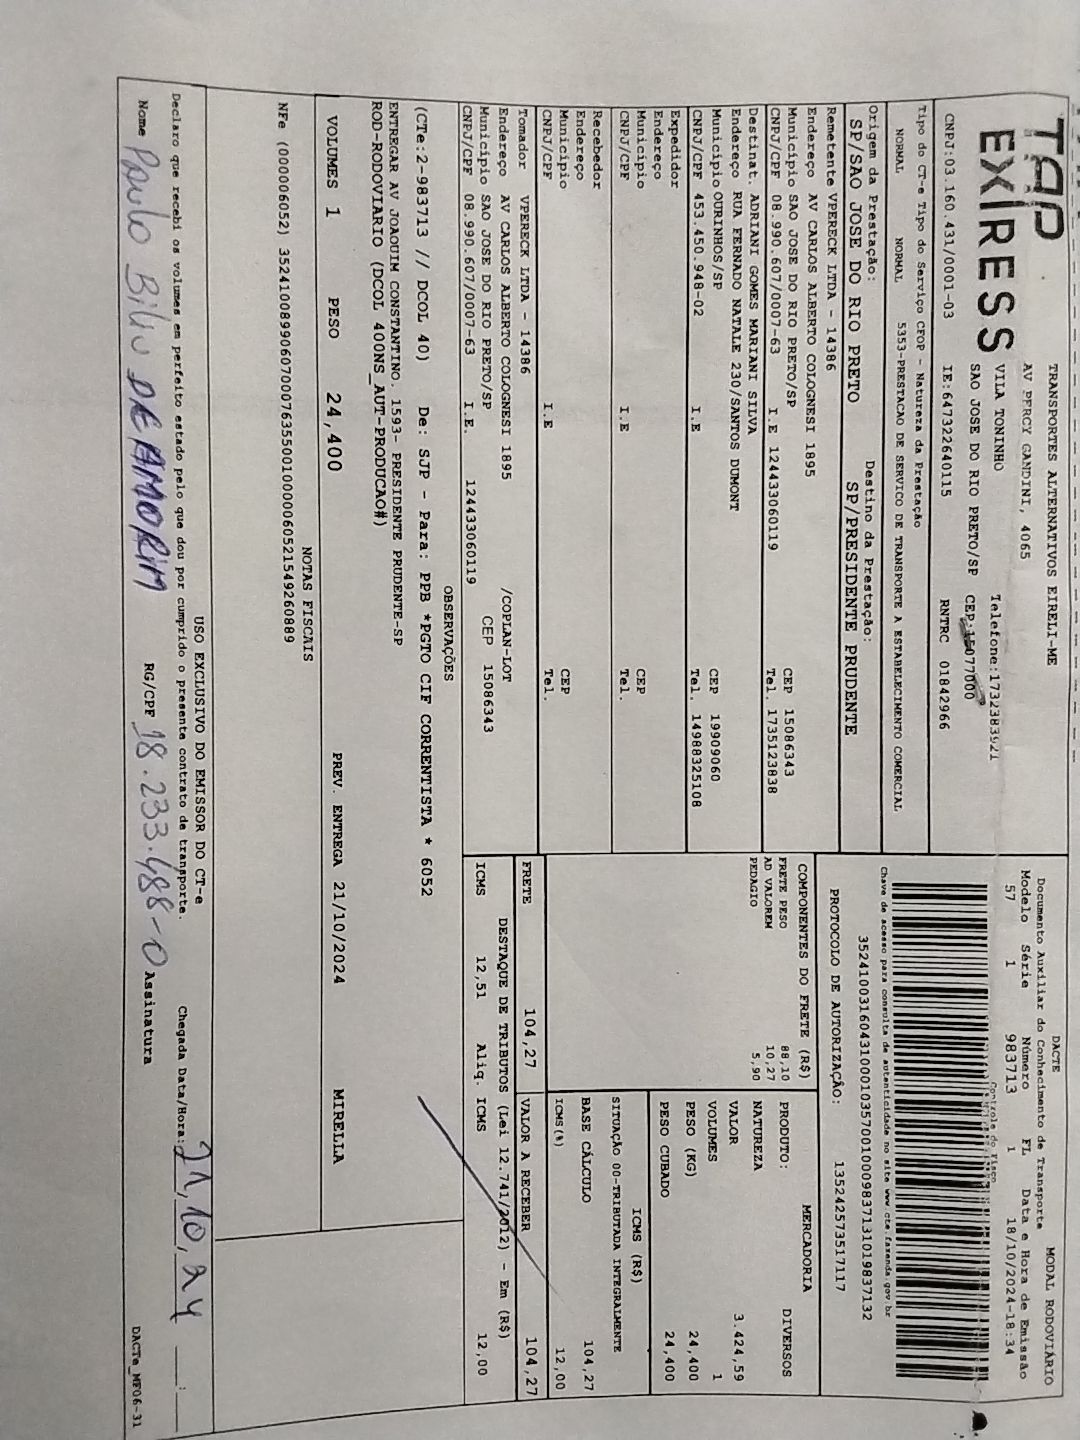 TAP EXPRESS
TRANSPORTES ALTERNATIVOS EIRELI-ME
AV PERCY GANDINI, 4065
VILA TONINHO Telefone:1732383921
SAO JOSE DO RIO PRETO/SP CEP:15077000
CNPJ:03.160.431/0001-03 IE:647322640115 RNTRC 01842966
Tipo do CT-e Tipo do Serviço CFOP - Natureza da Prestação
NORMAL NORMAL 5353-PRESTACAO DE SERVICO DE TRANSPORTE A ESTABELECIMENTO COMERCIAL
Origem da Prestação: Destino da Prestação:
SP/SAO JOSE DO RIO PRETO SP/PRESIDENTE PRUDENTE
Remetente VPERECK LTDA - 14386
Endereço AV CARLOS ALBERTO COLOGNESI 1895
Município SAO JOSE DO RIO PRETO/SP CEP 15086343
CNPJ/CPF 08.990.607/0007-63 I.E 124433060119 Tel. 1735123838
Destinat. ADRIANI GOMES MARIANI SILVA
Endereço RUA FERNADO NATALE 230/SANTOS DUMONT
Município OURINHOS/SP CEP 19909060
CNPJ/CPF 453.450.948-02 I.E Tel. 14988325108
Expedidor
Endereço
Município CEP
CNPJ/CPF I.E Tel.
Recebedor
Endereço
Município CEP
CNPJ/CPF I.E Tel.
Tomador VPERECK LTDA - 14386
Endereço AV CARLOS ALBERTO COLOGNESI 1895 /COPLAN-LOT
Município SAO JOSE DO RIO PRETO/SP CEP 15086343
CNPJ/CPF 08.990.607/0007-63 I.E. 124433060119
DACTE MODAL RODOVIÁRIO
Documento Auxiliar do Conhecimento de Transporte
Modelo Série Número FL Data e Hora de Emissão
57 1 983713 1 18/10/2024-18:34
Controle do Fisco
Chave de acesso para consulta de autenticidade no site www.cte.fazenda.gov.br
35241003160431000103570010009837131019837132
PROTOCOLO DE AUTORIZAÇÃO: 135242573517117
COMPONENTES DO FRETE (R$)
FRETE PESO 88,10
AD VALOREM 10,27
PEDAGIO 5,90
MERCADORIA
PRODUTO: DIVERSOS
NATUREZA
VALOR 3.424,59
VOLUMES 1
PESO (KG) 24,400
PESO CUBADO 24,400
ICMS (R$)
SITUAÇÃO 00-TRIBUTADA INTEGRALMENTE
BASE CÁLCULO 104,27
ICMS(%) 12,00
FRETE 104,27 VALOR A RECEBER 104,27
DESTAQUE DE TRIBUTOS (Lei 12.741/2012) - Em (R$)
ICMS 12,51 Aliq. ICMS 12,00
OBSERVAÇÕES
(CTe:2-983713 // DCOL 40) De: SJP - Para: PPB *PGTO CIF CORRENTISTA * 6052
ENTREGAR AV JOAQUIM CONSTANTINO, 1593- PRESIDENTE PRUDENTE-SP
ROD-RODOVIARIO (DCOL 400NS_AUT-PRODUCAO#)
VOLUMES 1 PESO 24,400 PREV. ENTREGA 21/10/2024 MIRELLA
NOTAS FISCAIS
NFe (000006052) 35241008990607000763550010000060521549260889
USO EXCLUSIVO DO EMISSOR DO CT-e
Declaro que recebi os volumes em perfeito estado pelo que dou por cumprido o presente contrato de transporte. Chegada Data/Hora: 21,10,24 __:__
Nome Paulo Biliu DE AMORIM RG/CPF 18.233.488-0 Assinatura
DACTe_MF06-31